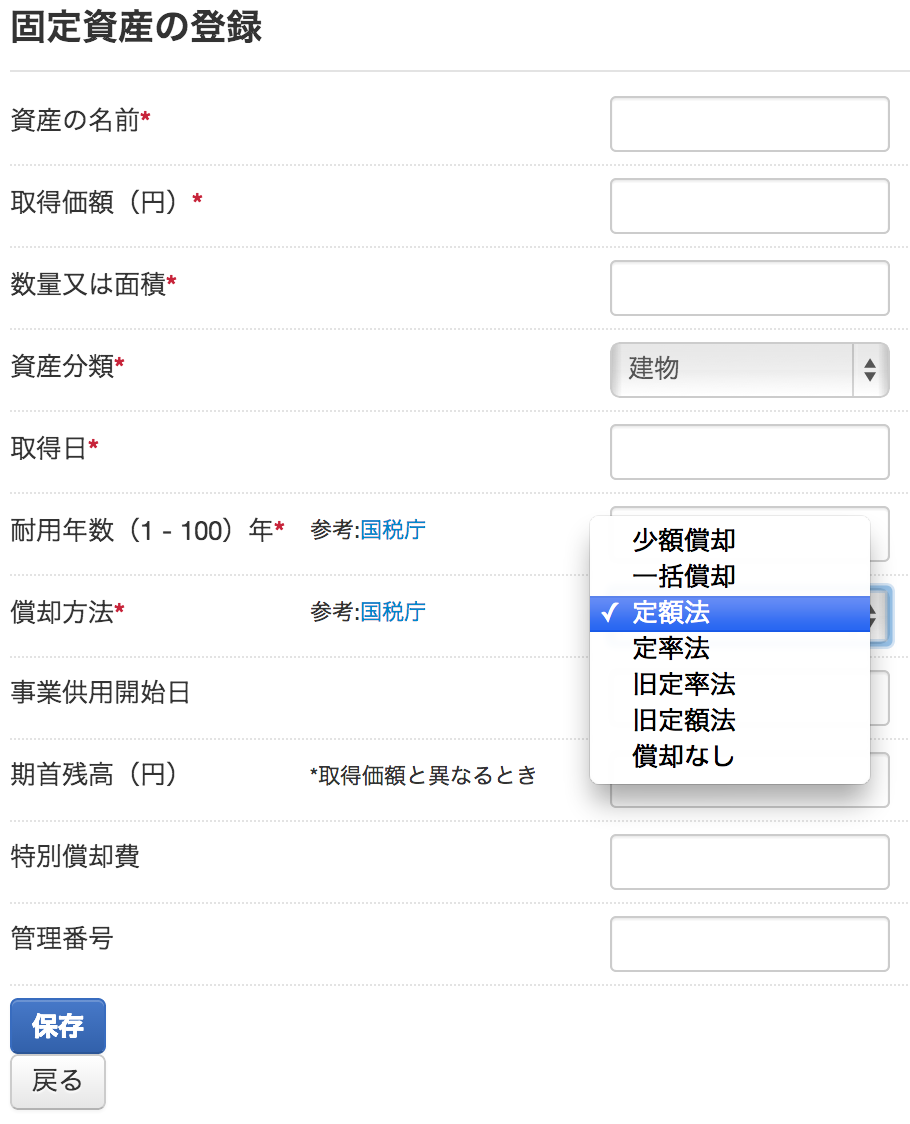 固定資産の登録
資産の名前*
取得価額（円）*
数量又は面積*
資産分類*
建物
取得日*
耐用年数（1 - 100）年*
参考:国税庁
償却方法*
参考:国税庁
少額償却
一括償却
✓ 定額法
定率法
旧定率法
旧定額法
償却なし
事業供用開始日
期首残高（円）
*取得価額と異なるとき
特別償却費
管理番号
保存
戻る